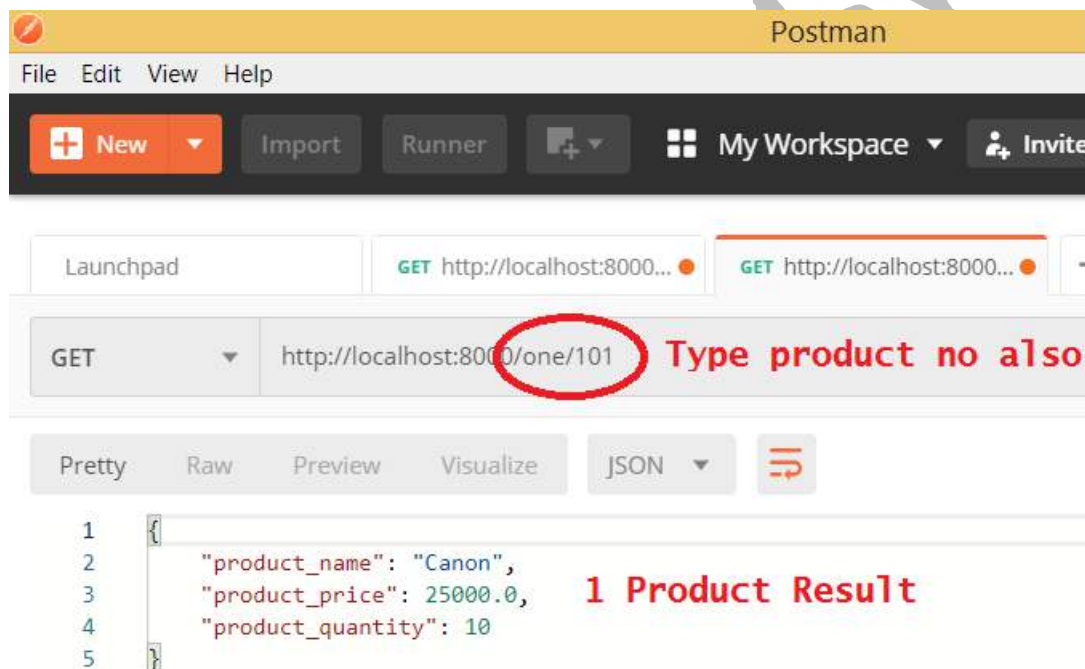 Postman
File Edit View Help
New Import Runner My Workspace Invite
Launchpad GET http://localhost:8000... GET http://localhost:8000...
GET http://localhost:8000/one/101 Type product no also
Pretty Raw Preview Visualize JSON
1 {
2 "product_name": "Canon",
3 "product_price": 25000.0, 1 Product Result
4 "product_quantity": 10
5 }